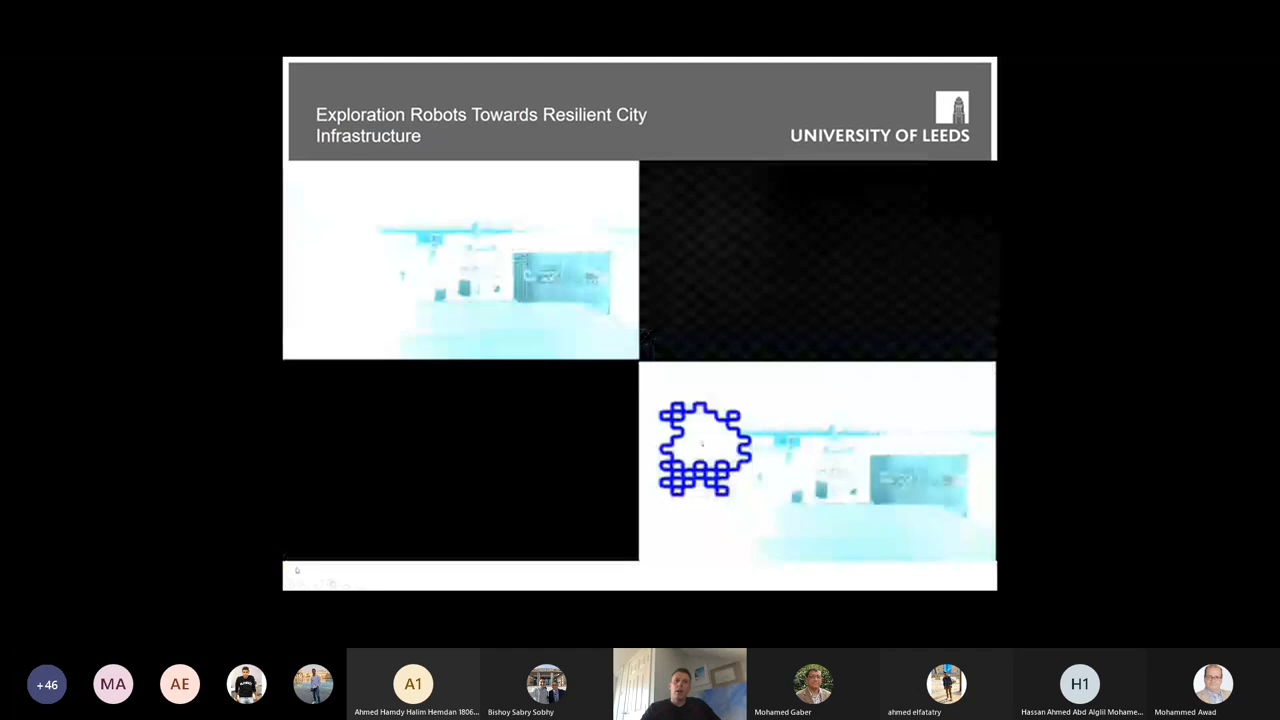 Exploration Robots Towards Resilient City
Infrastructure
UNIVERSITY OF LEEDS
+46
MA
AE
A1
H1
Ahmed Hamdy Halim Hemdan 1806...
Bishoy Sabry Sobhy
Mohamed Gaber
ahmed elfatatry
Hassan Ahmed Abd Alglil Mohame...
Mohammed Awad